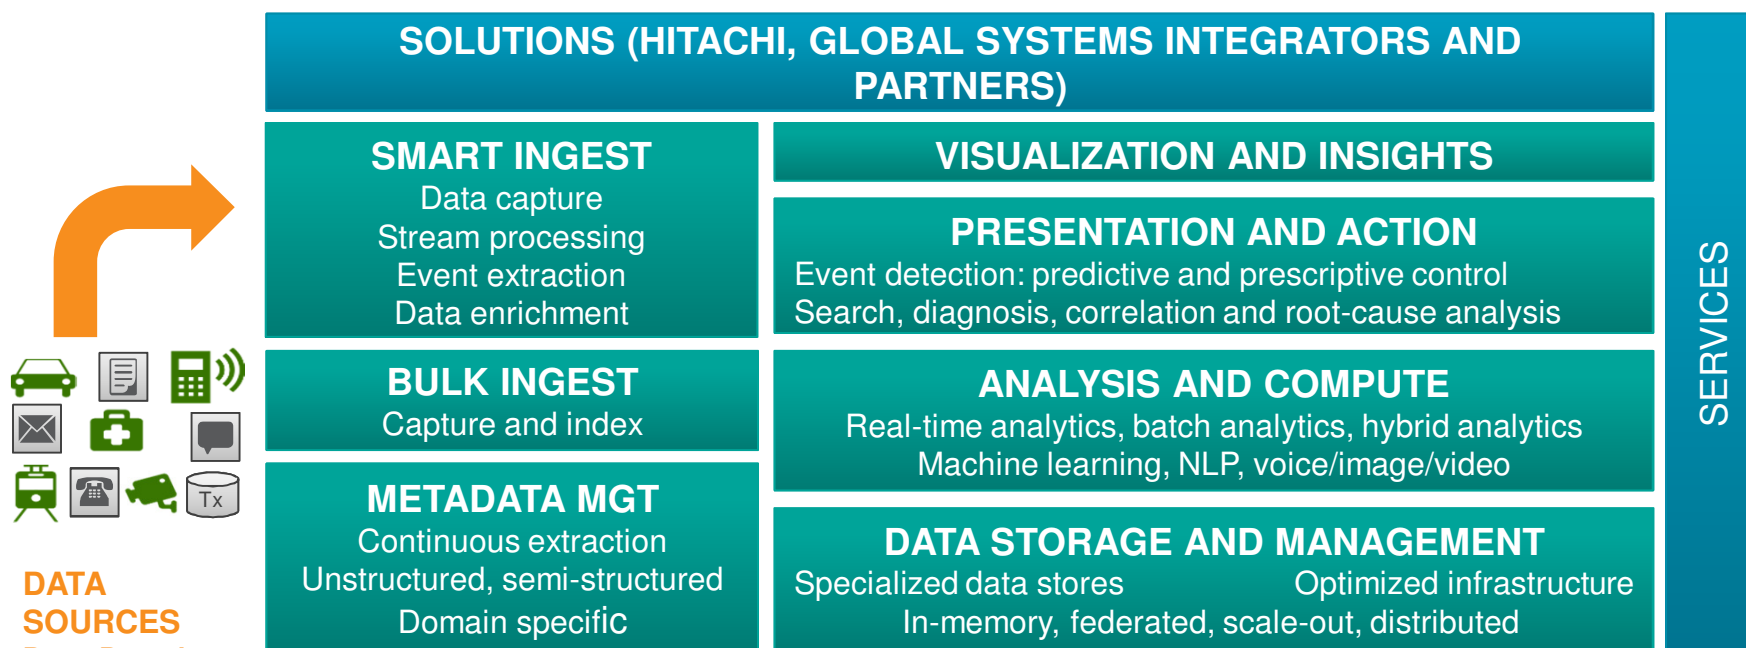 SOLUTIONS (HITACHI, GLOBAL SYSTEMS INTEGRATORS AND
PARTNERS)
SMART INGEST
Data capture
Stream processing
Event extraction
Data enrichment
BULK INGEST
Capture and index
METADATA MGT
Continuous extraction
Unstructured, semi-structured
Domain specific
VISUALIZATION AND INSIGHTS
PRESENTATION AND ACTION
Event detection: predictive and prescriptive control
Search, diagnosis, correlation and root-cause analysis
ANALYSIS AND COMPUTE
Real-time analytics, batch analytics, hybrid analytics
Machine learning, NLP, voice/image/video
DATA STORAGE AND MANAGEMENT
Specialized data stores Optimized infrastructure
In-memory, federated, scale-out, distributed
SERVICES
Tx
DATA
SOURCES